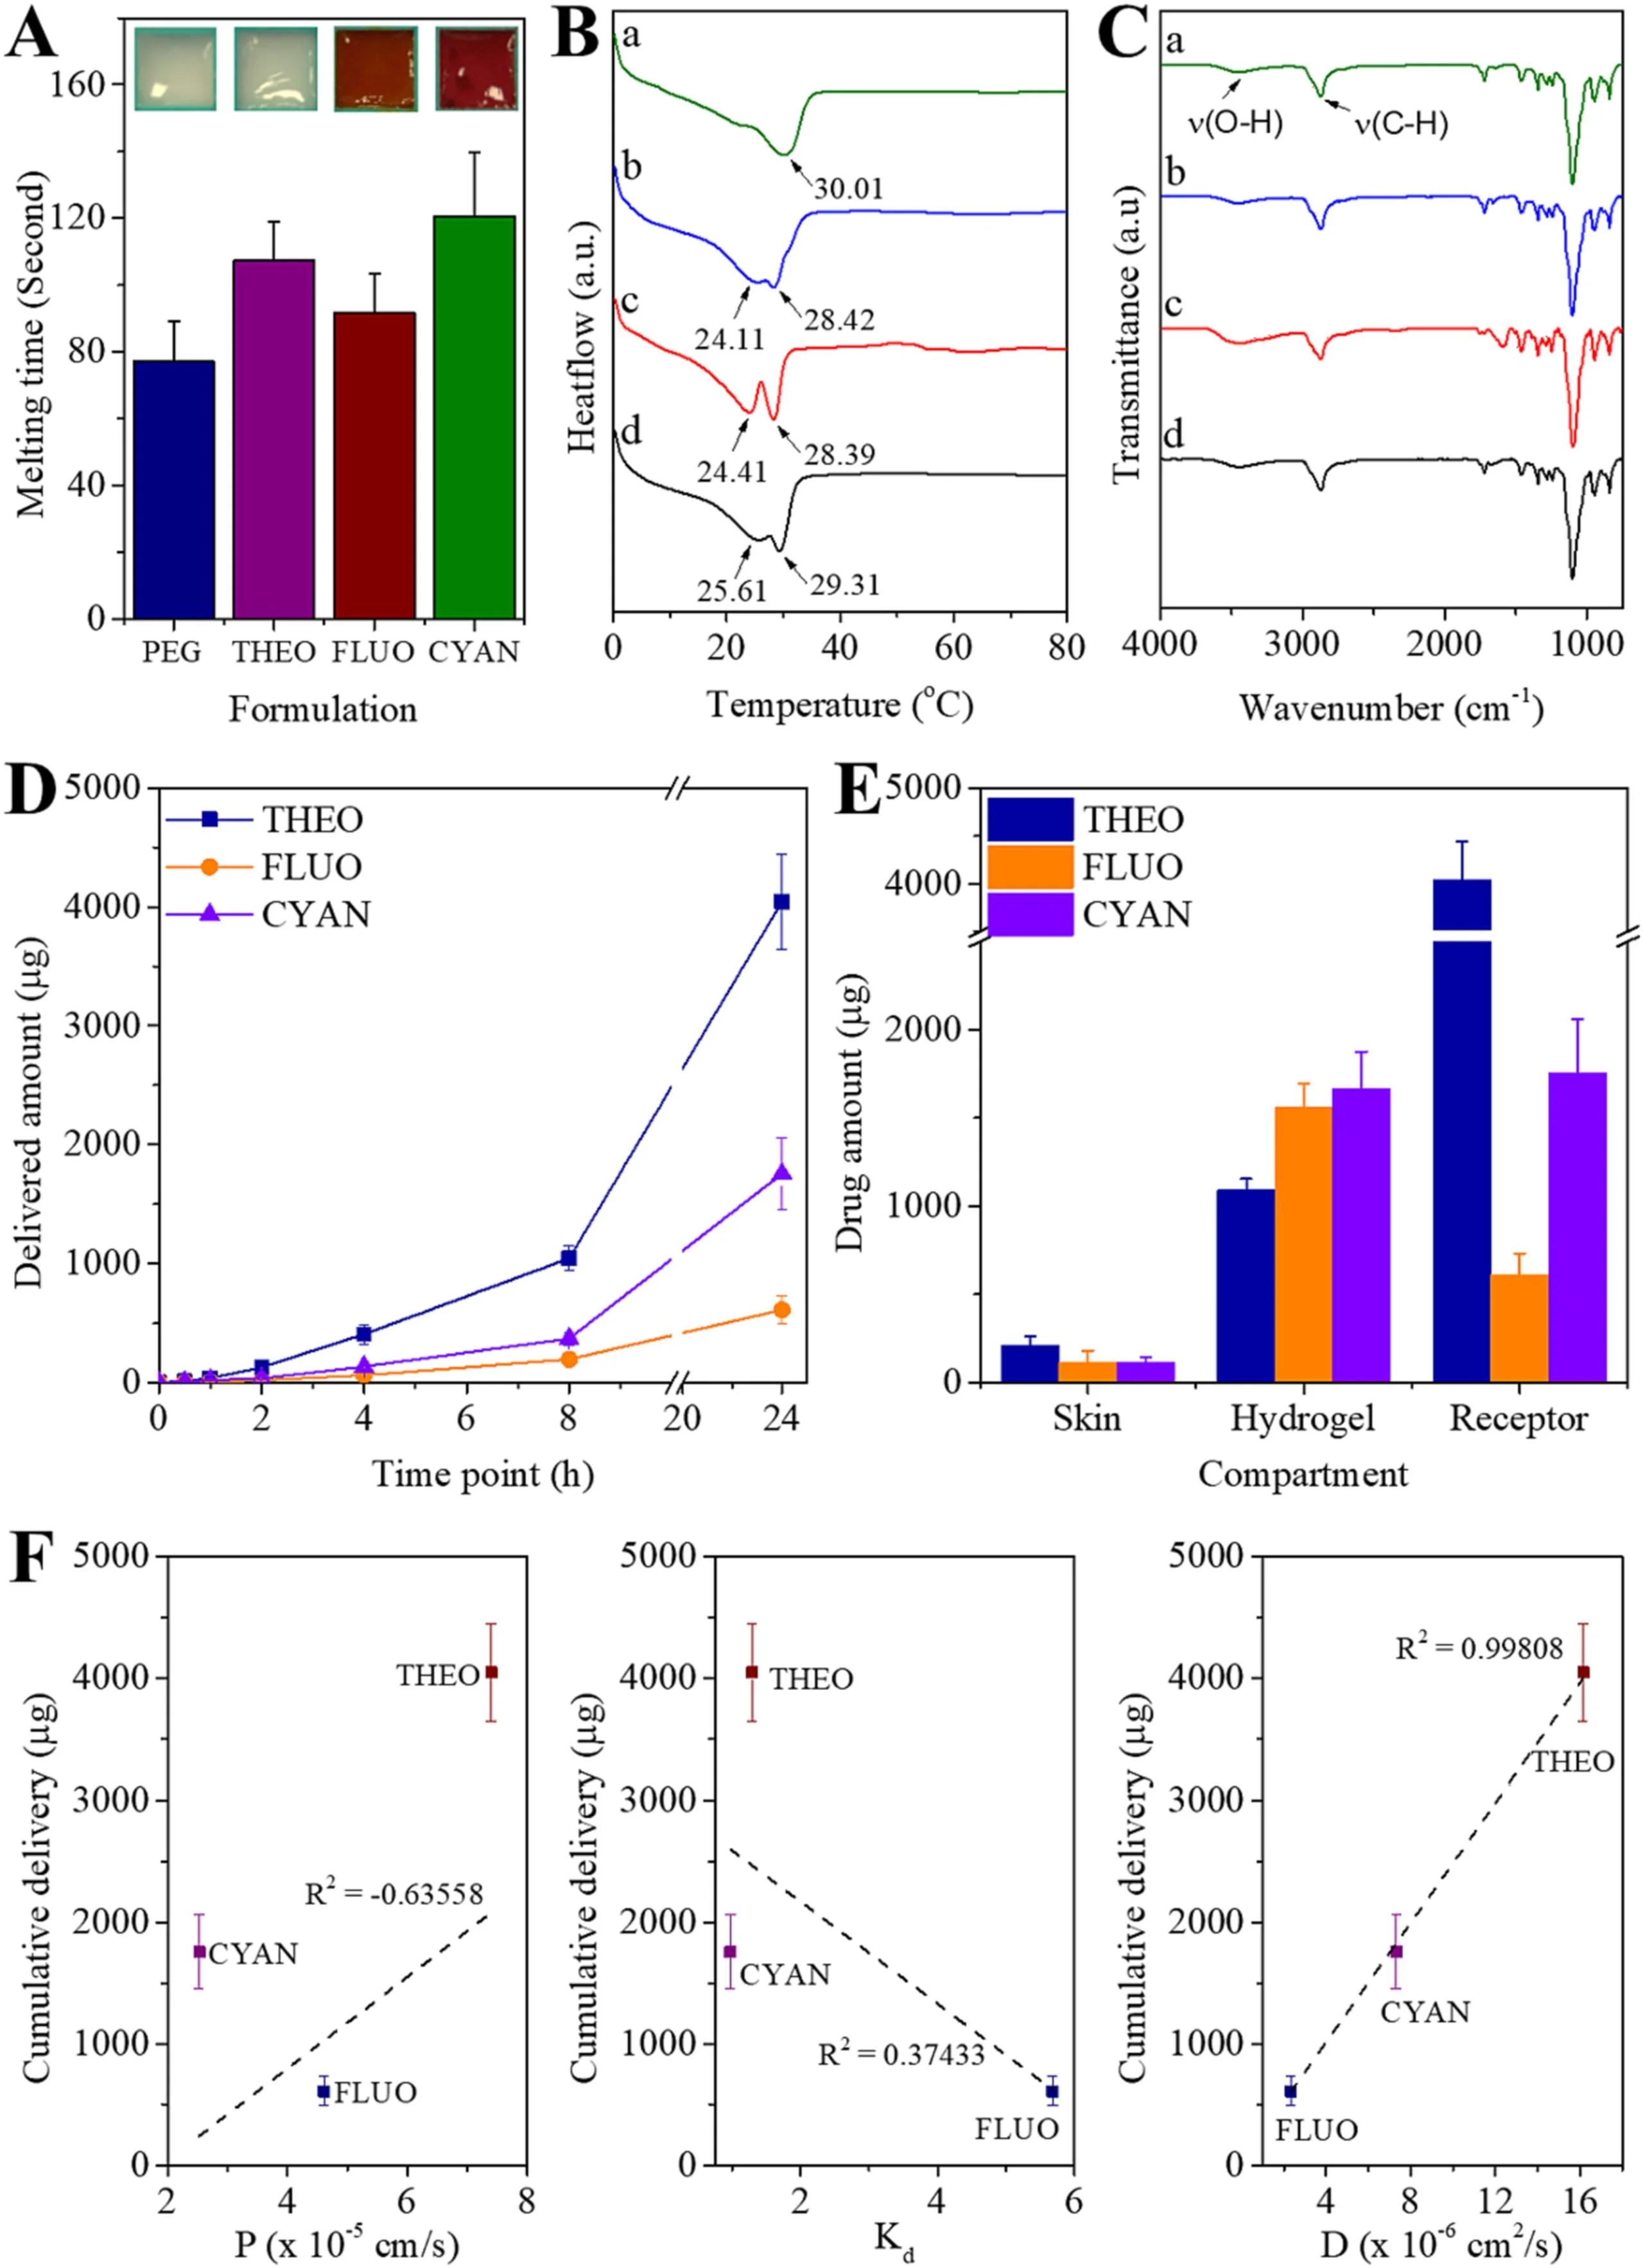 A
160
120
80
40
0
Melting time (Second)
PEG THEO FLUO CYAN
Formulation
B
a
30.01
b
24.11
28.42
c
24.41
28.39
d
25.61
29.31
Heatflow (a.u.)
0 20 40 60 80
Temperature (°C)
C
a
ν(O-H)
ν(C-H)
b
c
d
Transmittance (a.u)
4000 3000 2000 1000
Wavenumber (cm⁻¹)
D
5000
4000
3000
2000
1000
0
THEO
FLUO
CYAN
Delivered amount (μg)
0 2 4 6 8 20 24
Time point (h)
E
5000
4000
2000
1000
0
THEO
FLUO
CYAN
Drug amount (μg)
Skin Hydrogel Receptor
Compartment
F
5000
4000
3000
2000
1000
0
Cumulative delivery (μg)
THEO
R² = -0.63558
CYAN
FLUO
2 4 6 8
P (x 10⁻⁵ cm/s)
5000
4000
3000
2000
1000
0
Cumulative delivery (μg)
THEO
CYAN
R² = 0.37433
FLUO
2 4 6
K_d
5000
4000
3000
2000
1000
0
Cumulative delivery (μg)
R² = 0.99808
THEO
CYAN
FLUO
4 8 12 16
D (x 10⁻⁶ cm²/s)